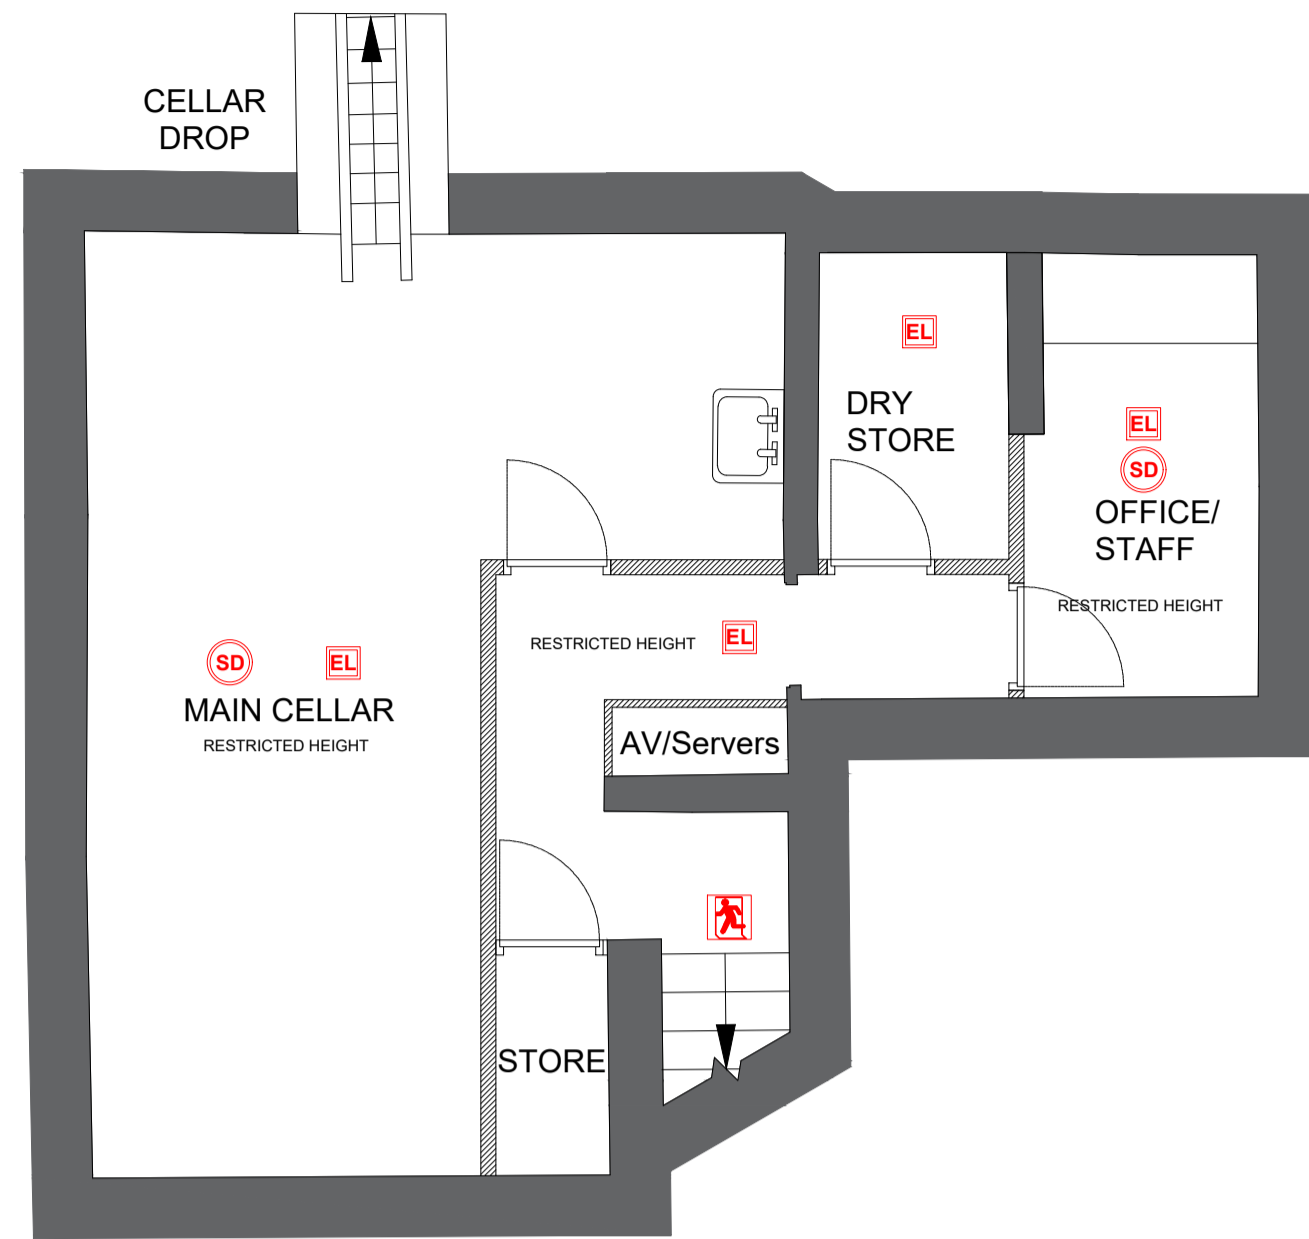 CELLAR
DROP
EL
DRY
STORE
EL
SD
OFFICE/
STAFF
RESTRICTED HEIGHT
RESTRICTED HEIGHT
EL
SD
EL
MAIN CELLAR
RESTRICTED HEIGHT
AV/Servers
STORE